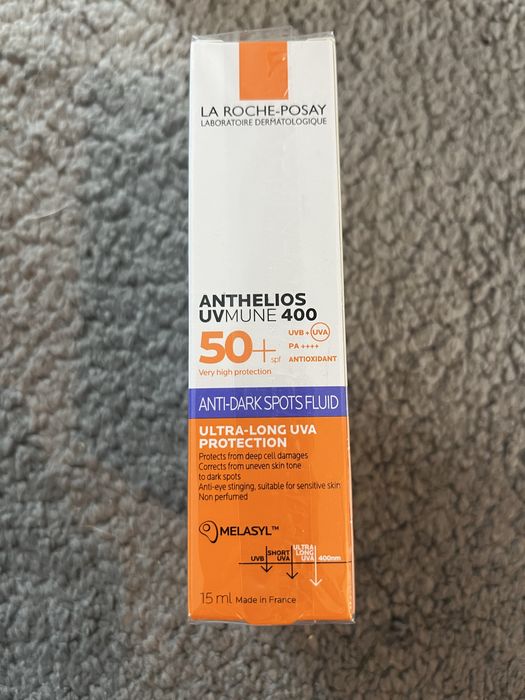 LA ROCHE-POSAY
LABORATOIRE DERMATOLOGIQUE
ANTHELIOS
UVMUNE 400
50+ spf
Very high protection
UVB + UVA
PA ++++
ANTIOXIDANT
ANTI-DARK SPOTS FLUID
ULTRA-LONG UVA
PROTECTION
Protects from deep cell damages
Corrects from uneven skin tone
to dark spots
Anti-eye stinging, suitable for sensitive skin
Non perfumed
MELASYL™
UVB
SHORT
UVA
ULTRA
LONG
UVA
400nm
15 ml Made in France